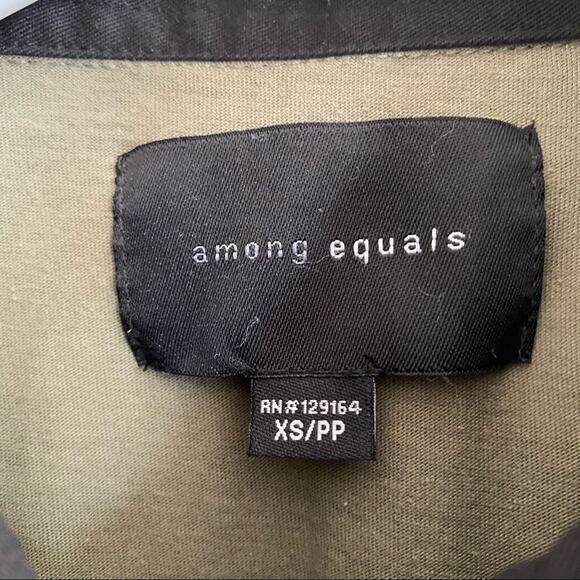 among equals
RN#129164
XS/PP